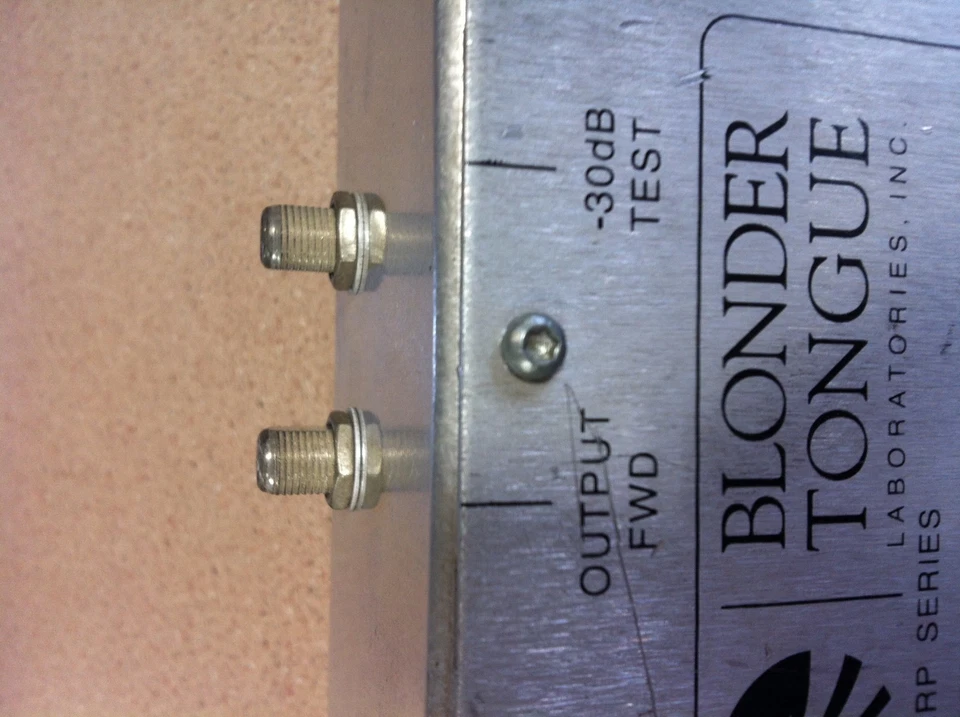 -30dB
TEST
OUTPUT
FWD
BLONDER
TONGUE
LABORATORIES, INC.
RP SERIES